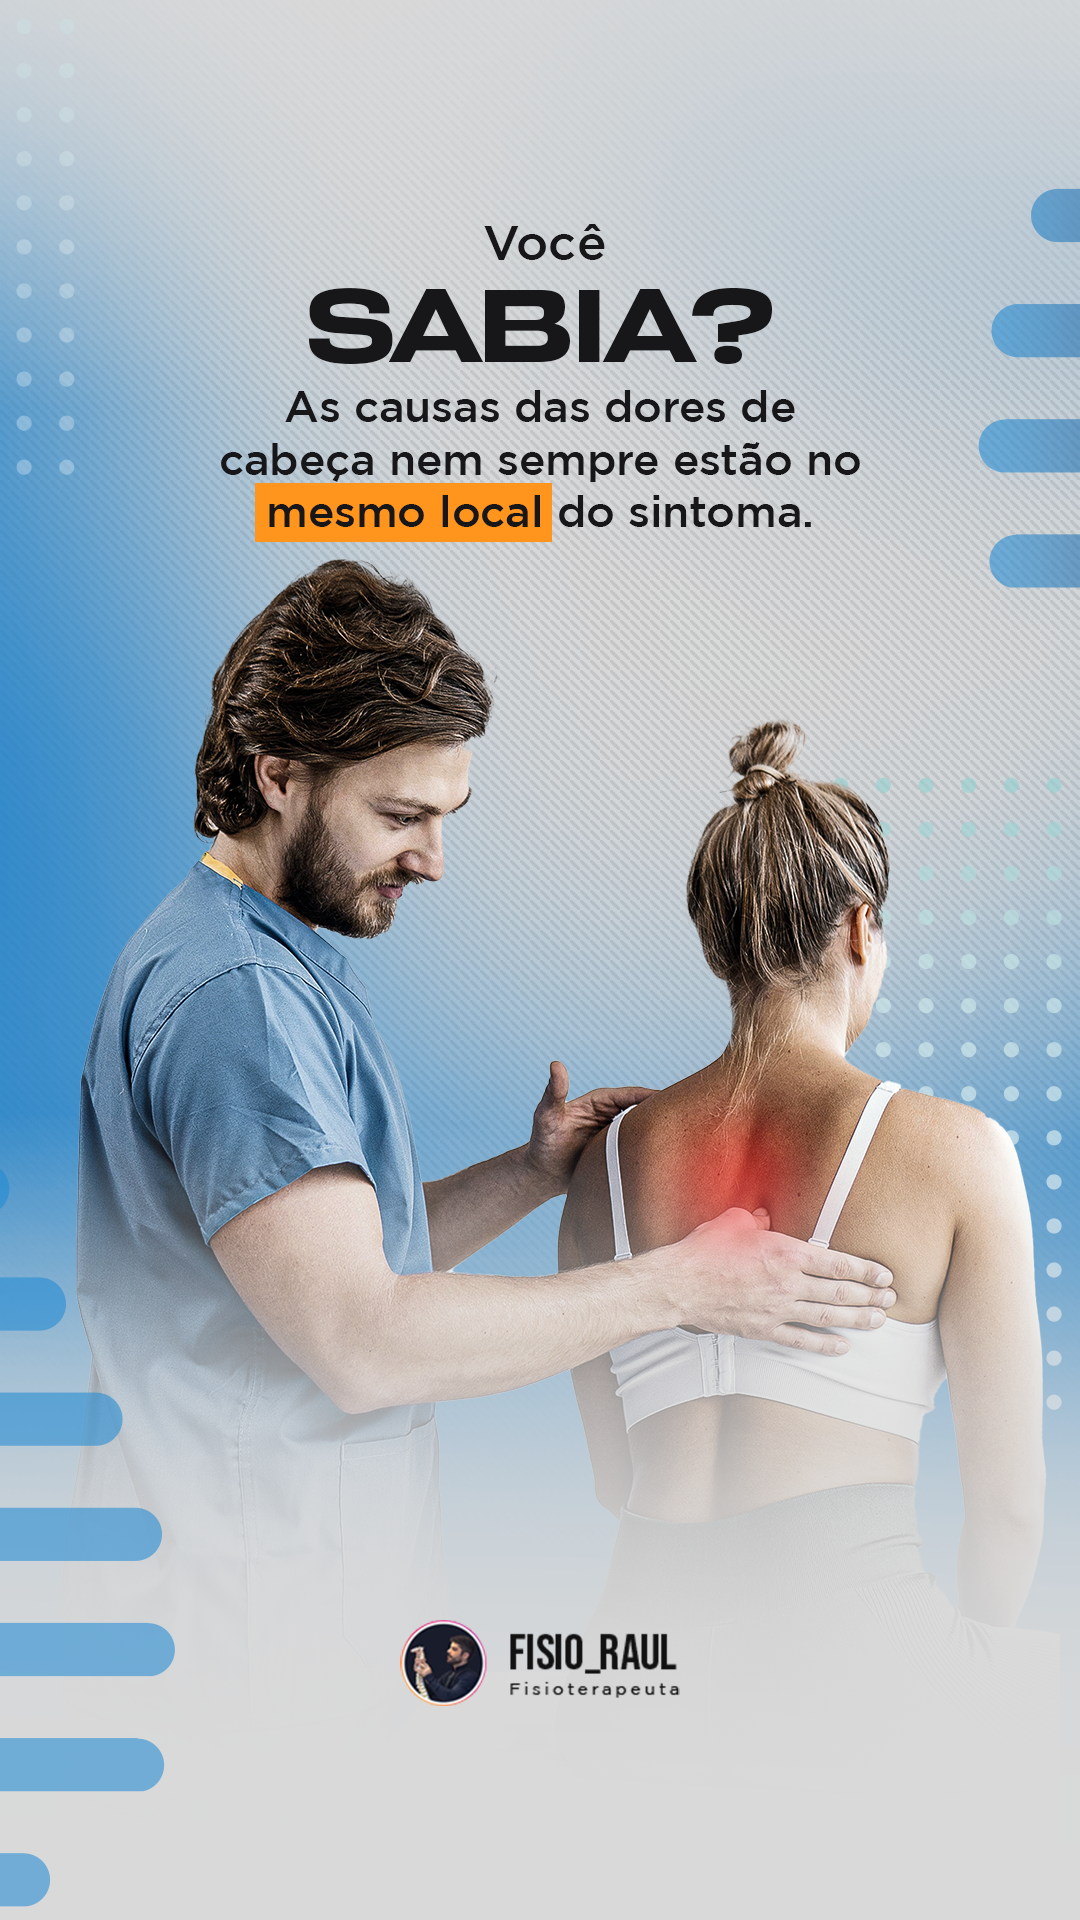 Você
SABIA?
As causas das dores de
cabeça nem sempre estão no
mesmo local do sintoma.
FISIO_RAUL
Fisioterapeuta